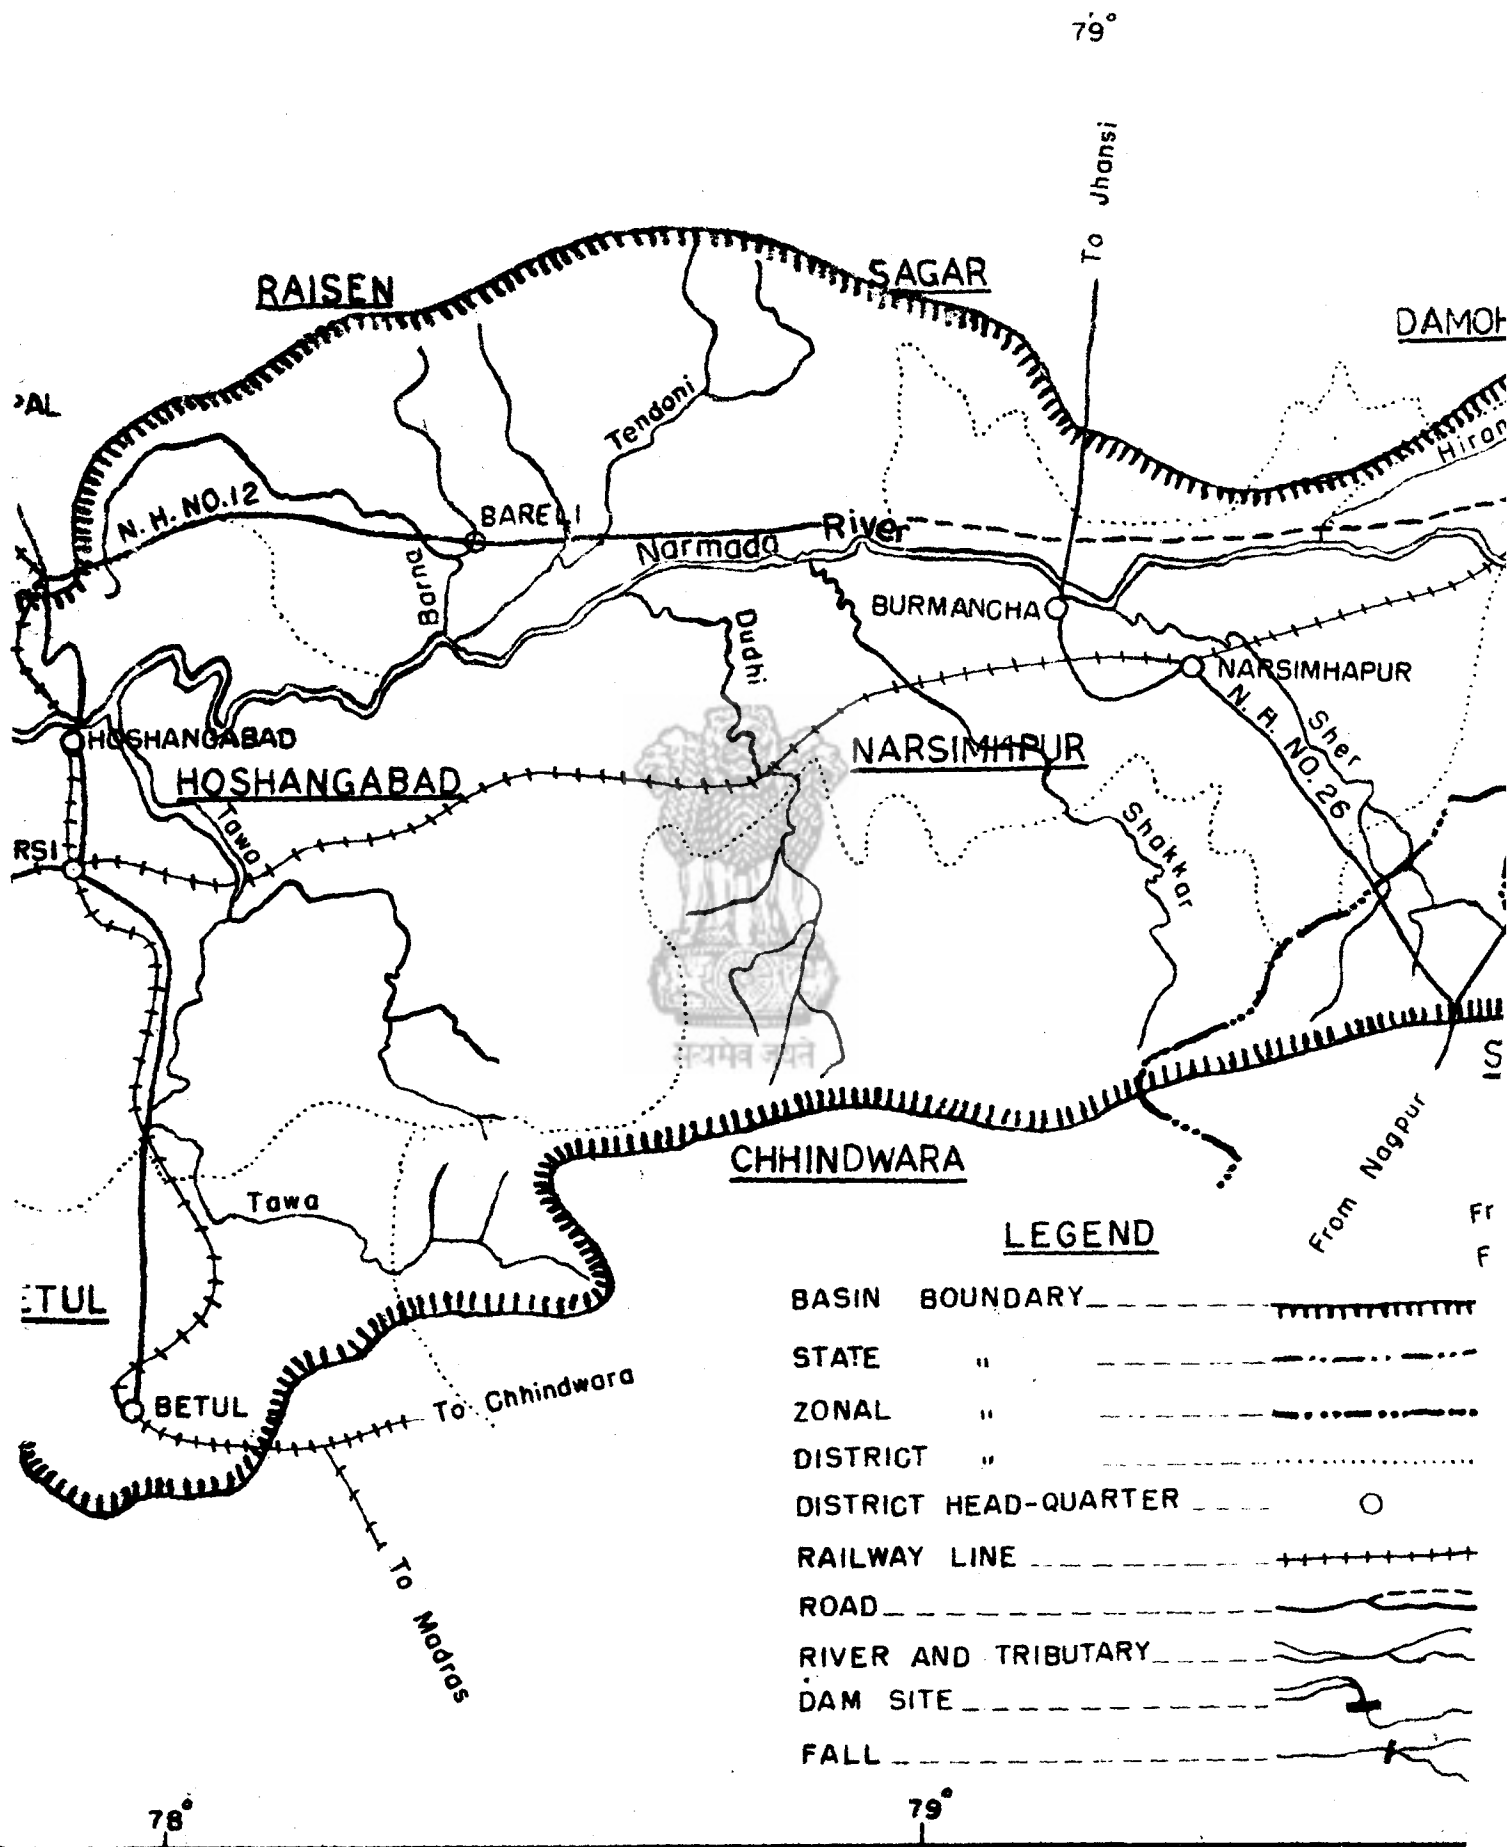 79°
To Jhansi
RAISEN
SAGAR
DAMOH
AL
Hiran
Tendoni
N. H. NO. 12
BARELI
River
Narmada
Barna
BURMANCHA
Dudhi
NARSIMHAPUR
N. H. NO. 26
Sher
HOSHANGABAD
NARSIMHPUR
HOSHANGABAD
Tawa
RSI
Shakkar
सत्यमेव जयते
S
CHHINDWARA
From Nagpur
Tawa
Fr
F
LEGEND
ETUL
BASIN BOUNDARY
STATE "
ZONAL "
BETUL
To Chhindwara
DISTRICT "
DISTRICT HEAD-QUARTER
RAILWAY LINE
To Madras
ROAD
RIVER AND TRIBUTARY
DAM SITE
FALL
78°
79°